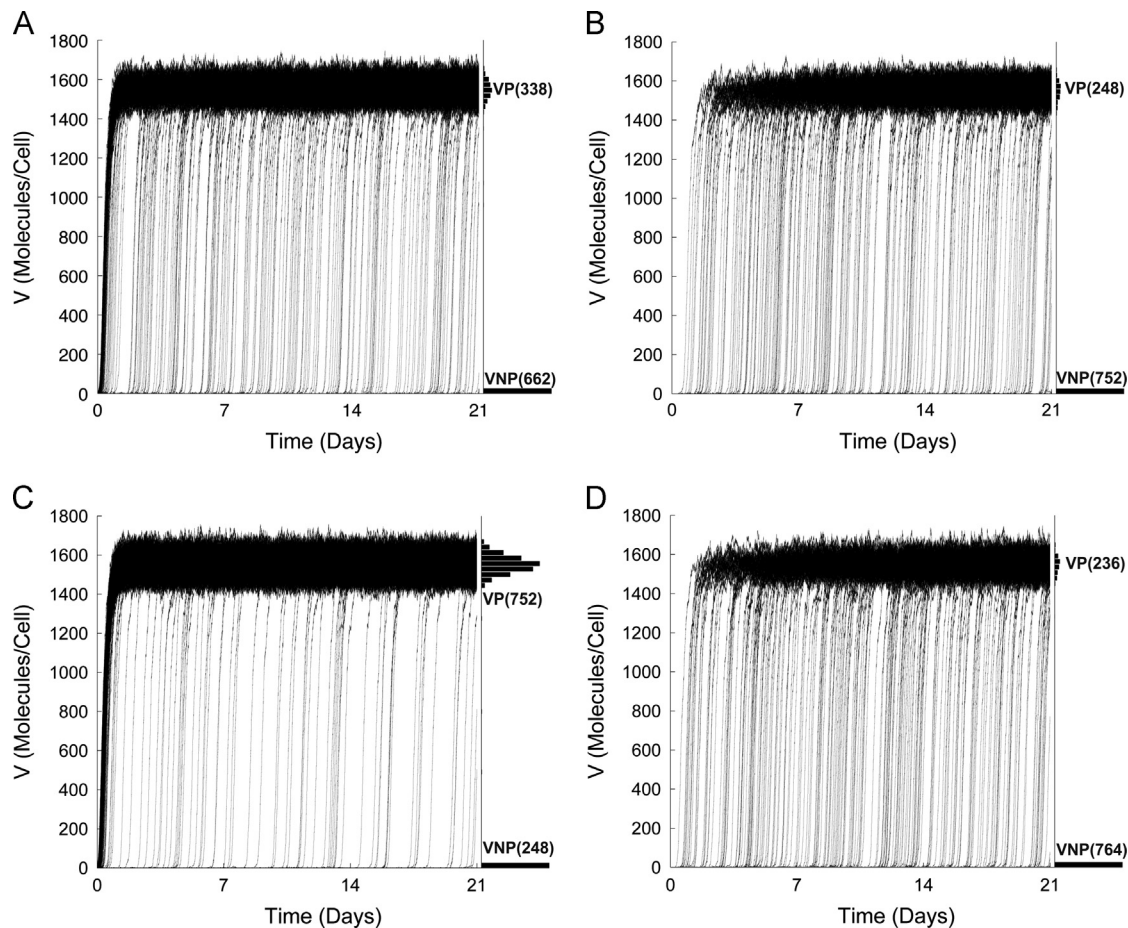 A
V (Molecules/Cell)
1800
1600
1400
1200
1000
800
600
400
200
0
0 7 14 21
Time (Days)
VP(338)
VNP(662)
B
V (Molecules/Cell)
1800
1600
1400
1200
1000
800
600
400
200
0
0 7 14 21
Time (Days)
VP(248)
VNP(752)
C
V (Molecules/Cell)
1800
1600
1400
1200
1000
800
600
400
200
0
0 7 14 21
Time (Days)
VP(752)
VNP(248)
D
V (Molecules/Cell)
1800
1600
1400
1200
1000
800
600
400
200
0
0 7 14 21
Time (Days)
VP(236)
VNP(764)